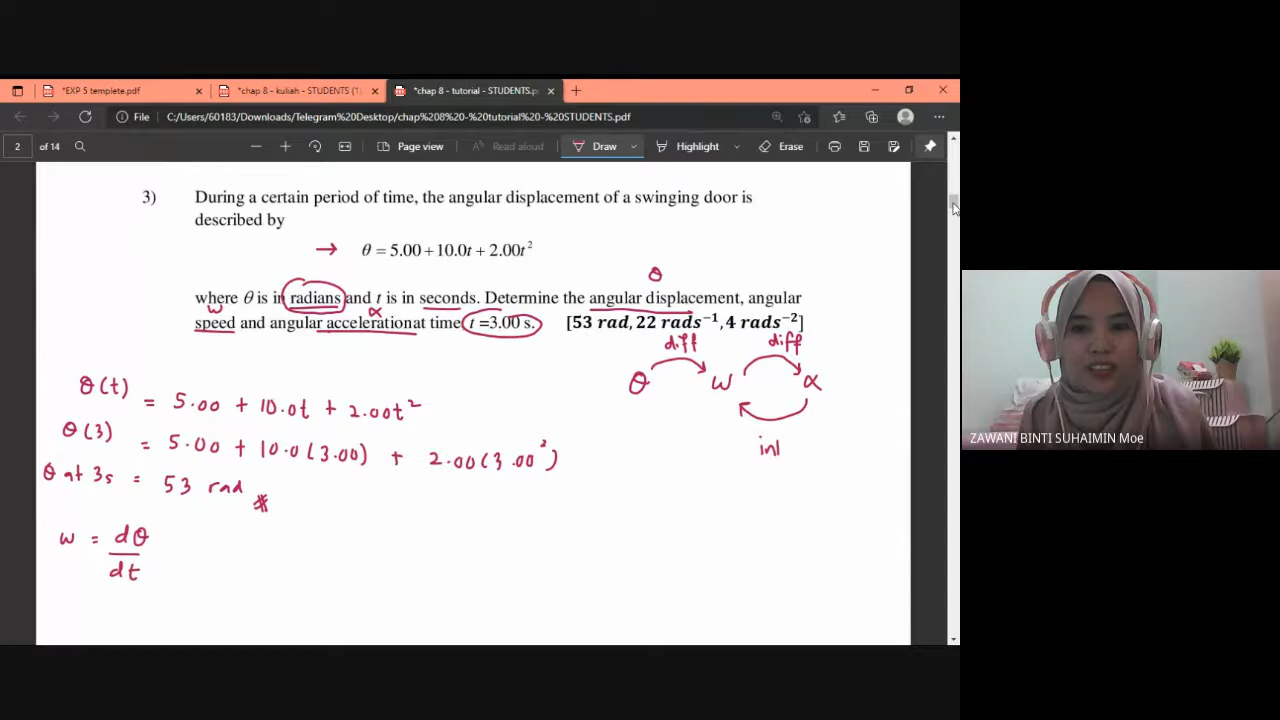 *EXP 5 templete.pdf
*chap 8 - kuliah - STUDENTS (1)
*chap 8 - tutorial - STUDENTS.p
File C:/Users/60183/Downloads/Telegram%20Desktop/chap%208%20-%20tutorial%20-%20STUDENTS.pdf
2 of 14 Page view Read aloud Draw Highlight Erase
3) During a certain period of time, the angular displacement of a swinging door is
described by
→ θ = 5.00 + 10.0t + 2.00t²
θ
where θ is in radians and t is in seconds. Determine the angular displacement, angular
w α
speed and angular accelerationat time t =3.00 s. [53 rad, 22 rads⁻¹, 4 rads⁻²]
diff diff
θ w α
inl
θ(t) = 5.00 + 10.0t + 2.00t²
θ(3) = 5.00 + 10.0(3.00) + 2.00(3.00²)
θ at 3s = 53 rad #
w = dθ
dt
ZAWANI BINTI SUHAIMIN Moe